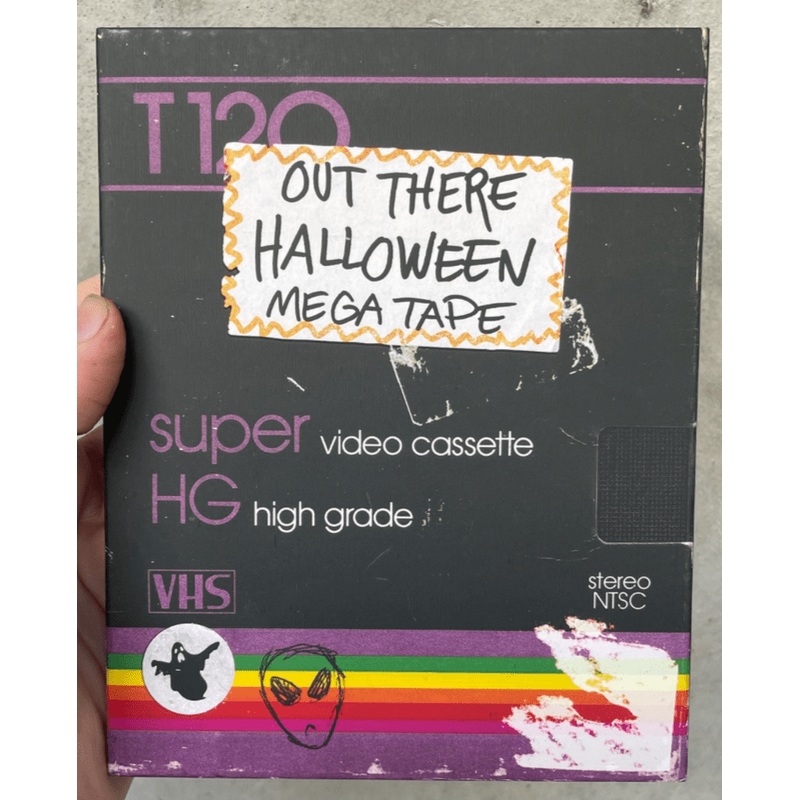 T120
OUT THERE
HALLOWEEN
MEGA TAPE
super video cassette
HG high grade
VHS
stereo
NTSC